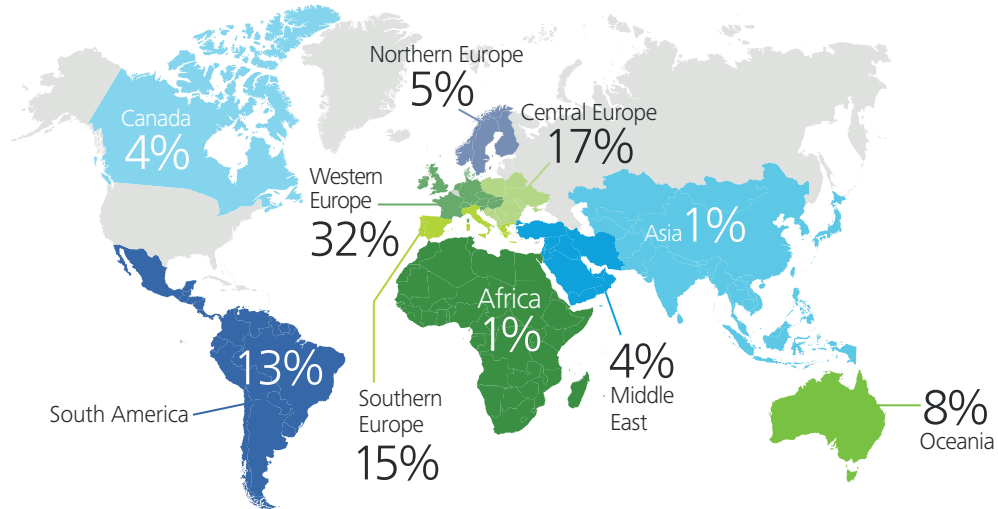 Northern Europe
5%
Central Europe
17%
Canada
4%
Western
Europe
32%
Asia 1%
Africa
1%
13%
South America
4%
Middle
East
Southern
Europe
15%
8%
Oceania